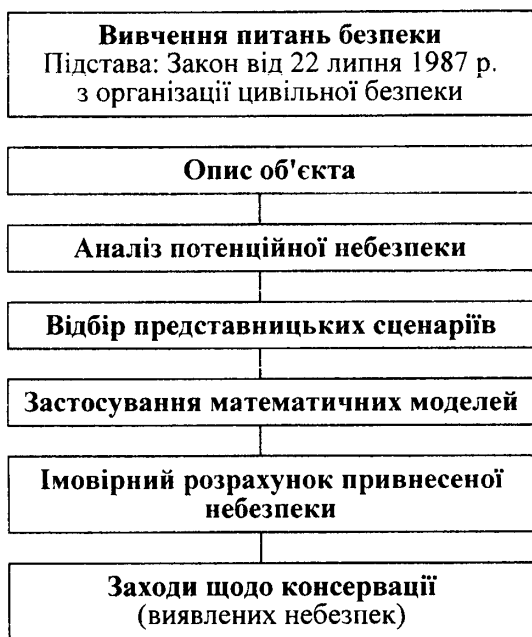 Вивчення питань безпеки
Підстава: Закон від 22 липня 1987 р.
з організації цивільної безпеки
Опис об'єкта
Аналіз потенційної небезпеки
Відбір представницьких сценаріїв
Застосування математичних моделей
Імовірний розрахунок привнесеної
небезпеки
Заходи щодо консервації
(виявлених небезпек)